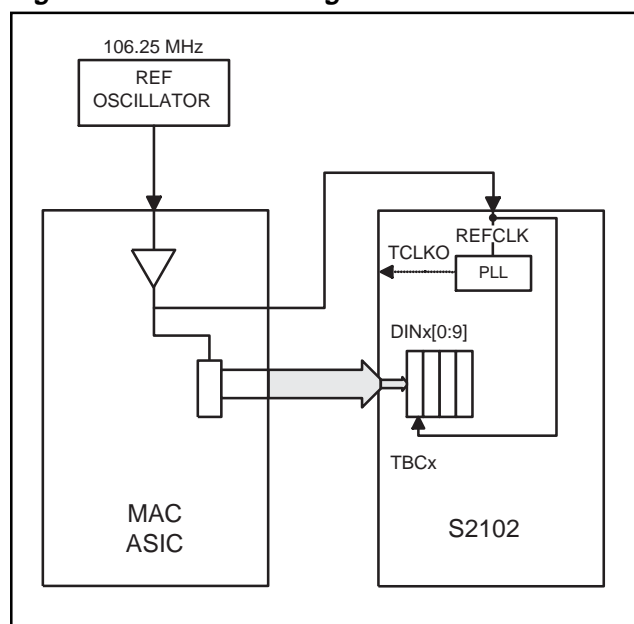 106.25 MHz
REF
OSCILLATOR
REFCLK
TCLKO
PLL
DINx[0:9]
TBCx
MAC
ASIC
S2102